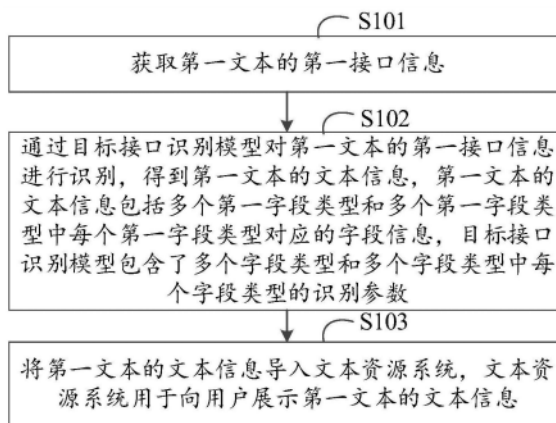 S101
获取第一文本的第一接口信息
S102
通过目标接口识别模型对第一文本的第一接口信息
进行识别，得到第一文本的文本信息，第一文本的
文本信息包括多个第一字段类型和多个第一字段类
型中每个第一字段类型对应的字段信息，目标接口
识别模型包含了多个字段类型和多个字段类型中每
个字段类型的识别参数
S103
将第一文本的文本信息导入文本资源系统，文本资
源系统用于向用户展示第一文本的文本信息